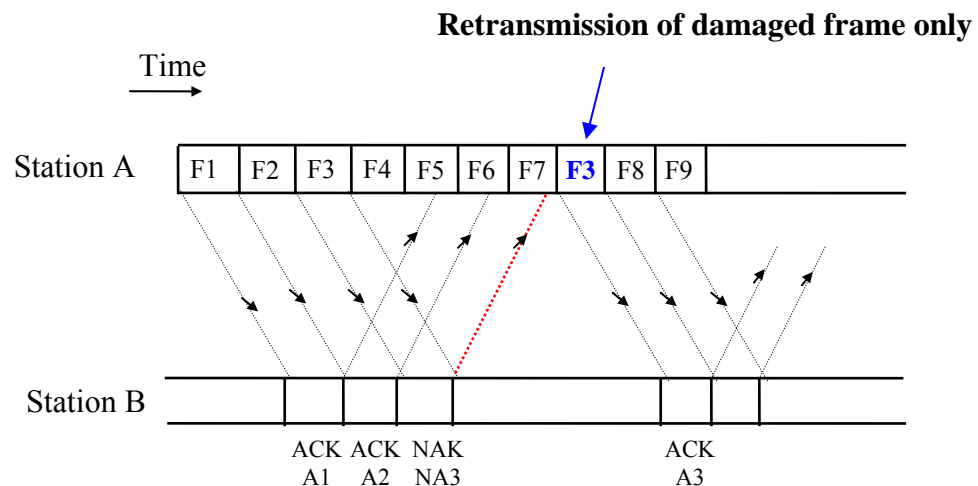 Retransmission of damaged frame only
Time
Station A F1 F2 F3 F4 F5 F6 F7 F3 F8 F9
Station B
ACK ACK NAK ACK
A1 A2 NA3 A3